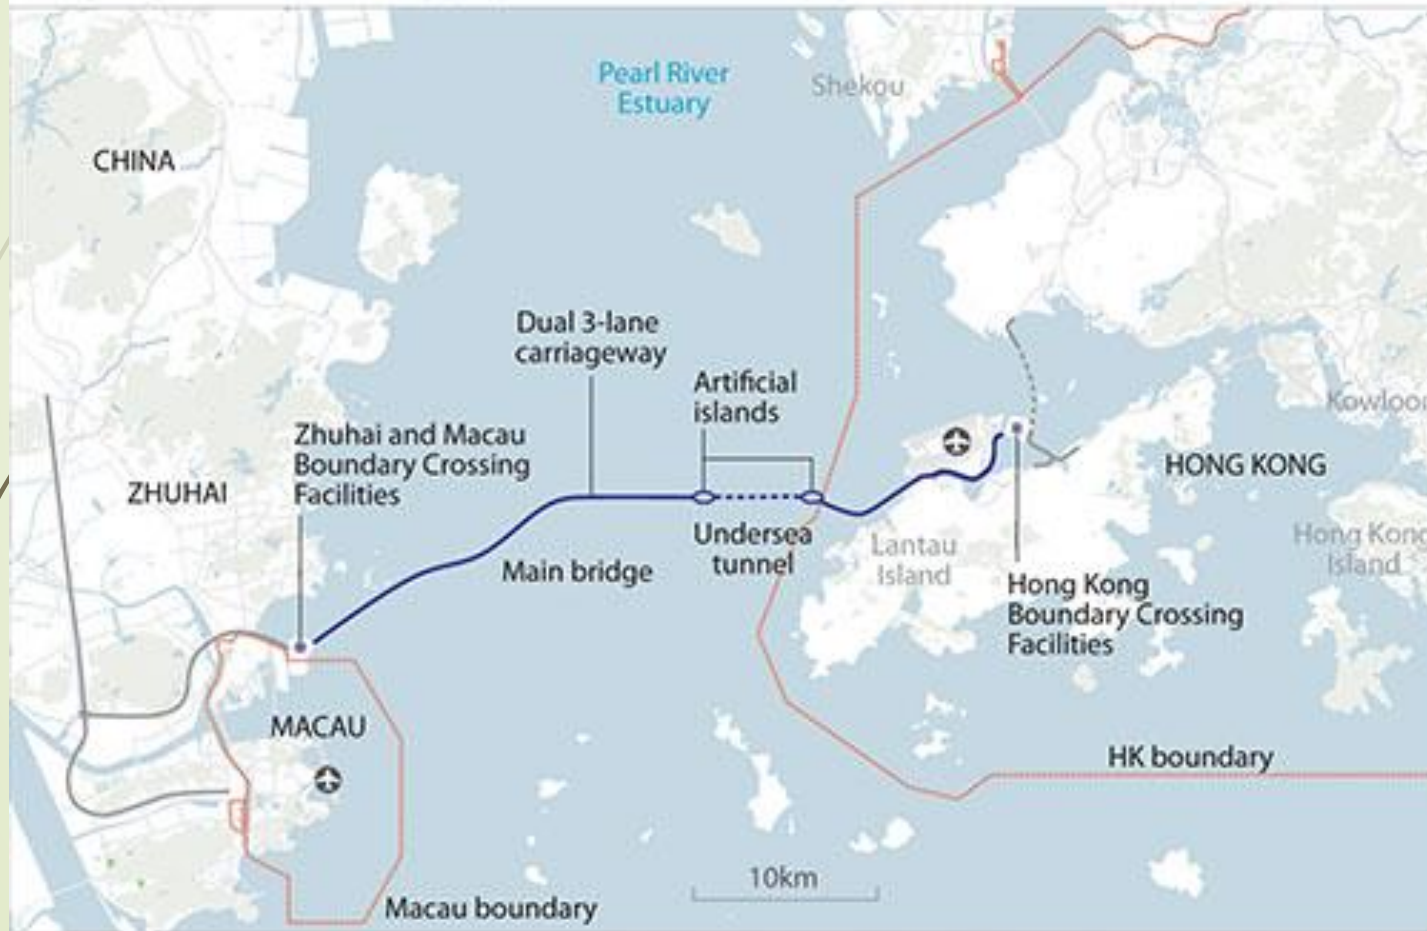 Pearl River
Estuary
Shekou
CHINA
Dual 3-lane
carriageway
Artificial
islands
Kowloon
Zhuhai and Macau
Boundary Crossing
Facilities
HONG KONG
ZHUHAI
Undersea
tunnel
Main bridge
Lantau
Island
Hong Kong
Island
Hong Kong
Boundary Crossing
Facilities
MACAU
HK boundary
10km
Macau boundary